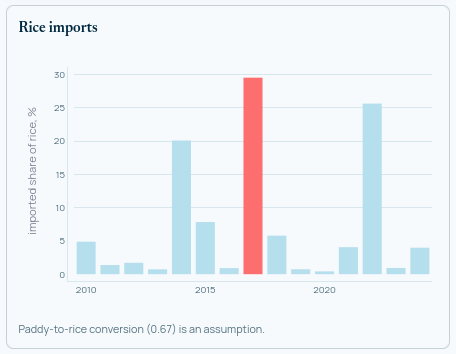 Rice imports
imported share of rice, %
30
25
20
15
10
5
0
2010 2015 2020
Paddy-to-rice conversion (0.67) is an assumption.